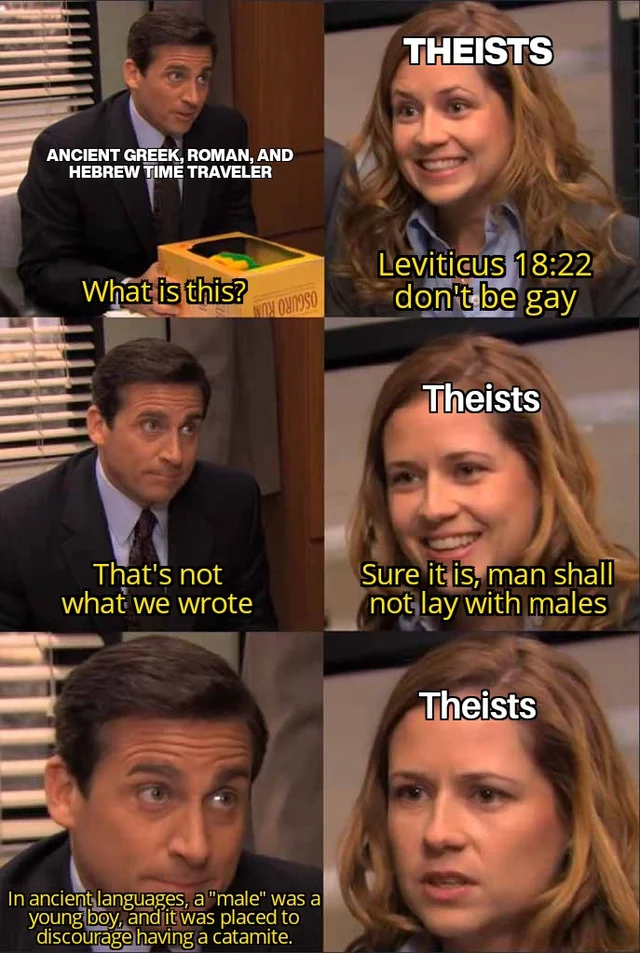 THEISTS
ANCIENT GREEK, ROMAN, AND
HEBREW TIME TRAVELER
What is this?
OSCURO RUM
Leviticus 18:22
don't be gay
Theists
That's not
what we wrote
Sure it is, man shall
not lay with males
Theists
In ancient languages, a "male" was a
young boy, and it was placed to
discourage having a catamite.